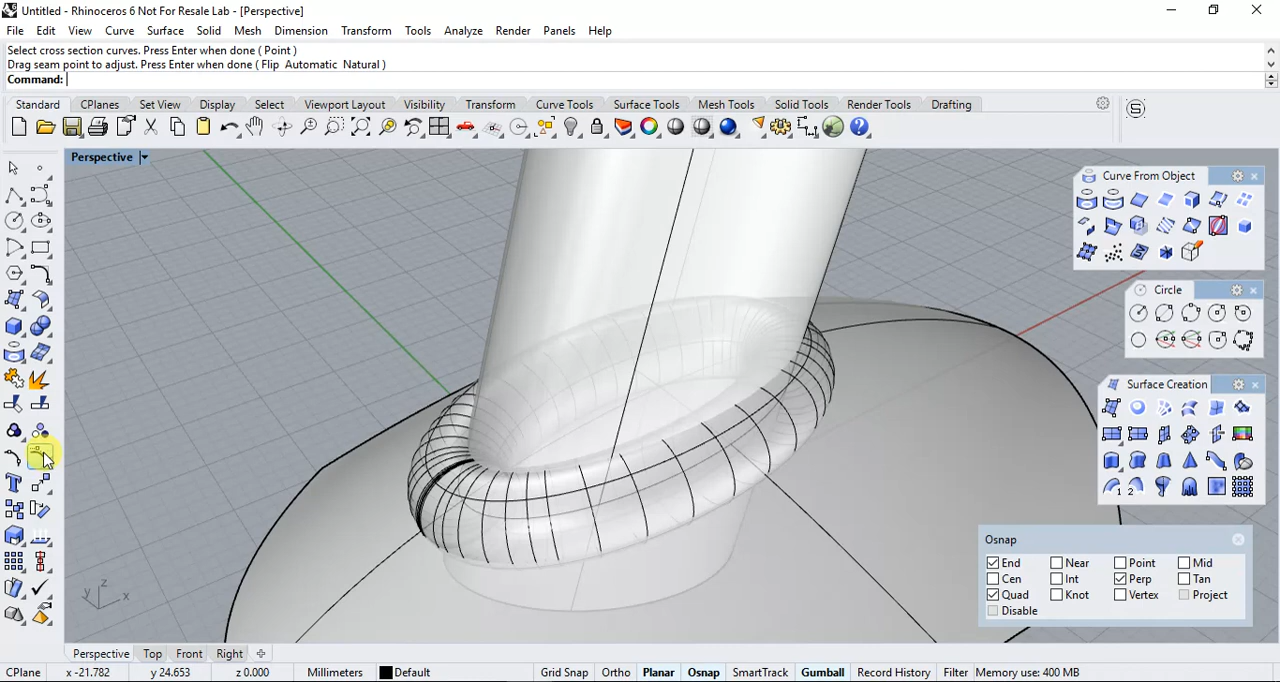 Untitled - Rhinoceros 6 Not For Resale Lab - [Perspective]
File Edit View Curve Surface Solid Mesh Dimension Transform Tools Analyze Render Panels Help
Select cross section curves. Press Enter when done ( Point )
Drag seam point to adjust. Press Enter when done ( Flip Automatic Natural )
Command:
Standard CPlanes Set View Display Select Viewport Layout Visibility Transform Curve Tools Surface Tools Mesh Tools Solid Tools Render Tools Drafting
Perspective
Curve From Object
Circle
Surface Creation
1 2
Osnap
End Near Point Mid
Cen Int Perp Tan
Quad Knot Vertex Project
Disable
z
y
x
Perspective Top Front Right
CPlane x -21.782 y 24.653 z 0.000 Millimeters Default Grid Snap Ortho Planar Osnap SmartTrack Gumball Record History Filter Memory use: 400 MB